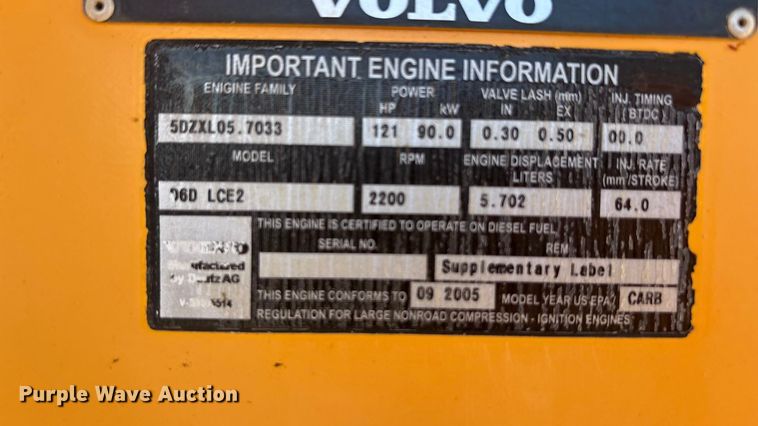 VOLVO
IMPORTANT ENGINE INFORMATION
ENIGINE FAMILY POWER VALVE LASH (mm) INJ. TIMING
HP kW IN EX (BTDC)
5DZXL05.7033 121 90.0 0.30 0.50 00.0
MODEL RPM ENGINE DISPLACEMENT INJ. RATE
LITERS (mm³/STROKE)
D6D LCE2 2200 5.702 64.0
THIS ENGINE IS CERTIFIED TO OPERATE ON DIESEL FUEL
SERIAL NO. REM
Manufactured Supplementary Label
by Deutz AG
THIS ENGINE CONFORMS TO 09 2005 MODEL YEAR US EPA/ CARB
REGULATION FOR LARGE NONROAD COMPRESSION - IGNITION ENGINES
Purple Wave Auction